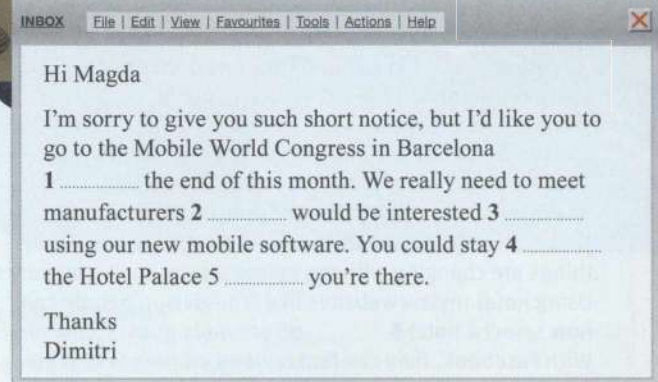 INBOX File | Edit | View | Favourites | Tools | Actions | Help
Hi Magda
I'm sorry to give you such short notice, but I'd like you to
go to the Mobile World Congress in Barcelona
1 .................. the end of this month. We really need to meet
manufacturers 2 .................. would be interested 3 ..................
using our new mobile software. You could stay 4 ..................
the Hotel Palace 5 .................. you're there.
Thanks
Dimitri